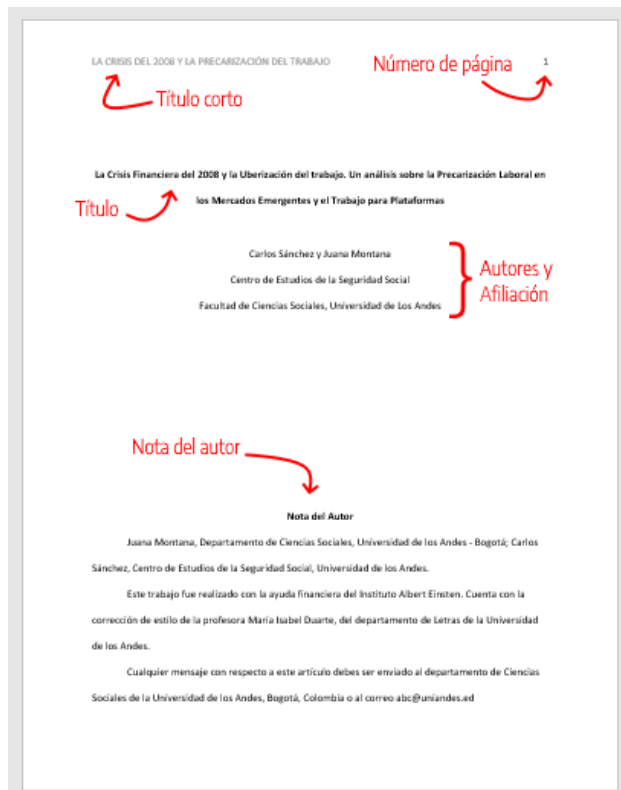 LA CRISIS DEL 2008 Y LA PRECARIZACIÓN DEL TRABAJO
Número de página
1
Título corto
La Crisis Financiera del 2008 y la Uberización del trabajo. Un análisis sobre la Precarización Laboral en
los Mercados Emergentes y el Trabajo para Plataformas
Título
Carlos Sánchez y Juana Montana
Centro de Estudios de la Seguridad Social
Facultad de Ciencias Sociales, Universidad de Los Andes
Autores y
Afiliación
Nota del autor
Nota del Autor
Juana Montana, Departamento de Ciencias Sociales, Universidad de los Andes - Bogotá; Carlos
Sánchez, Centro de Estudios de la Seguridad Social, Universidad de los Andes.
Este trabajo fue realizado con la ayuda financiera del Instituto Albert Einsten. Cuenta con la
corrección de estilo de la profesora María Isabel Duarte, del departamento de Letras de la Universidad
de los Andes.
Cualquier mensaje con respecto a este artículo debes ser enviado al departamento de Ciencias
Sociales de la Universidad de los Andes, Bogotá, Colombia o al correo abc@uniandes.ed